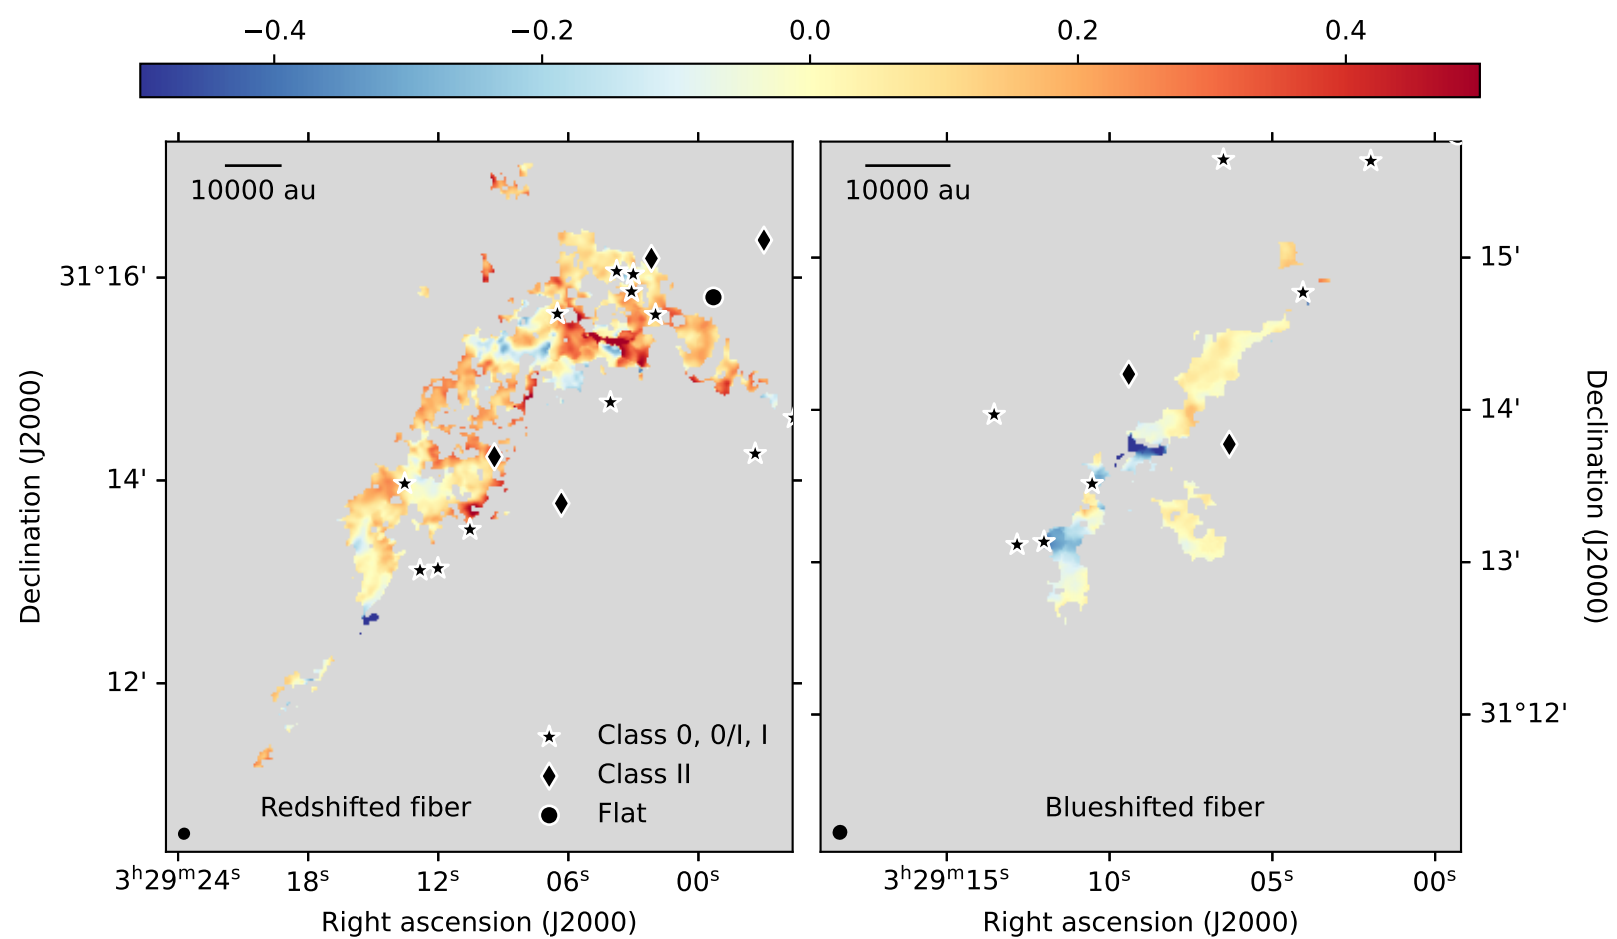 −0.4 −0.2 0.0 0.2 0.4
10000 au
31°16'
14'
12'
Declination (J2000)
Class 0, 0/I, I
Class II
Flat
Redshifted fiber
3ʰ29ᵐ24ˢ 18ˢ 12ˢ 06ˢ 00ˢ
Right ascension (J2000)
10000 au
15'
14'
13'
31°12'
Declination (J2000)
Blueshifted fiber
3ʰ29ᵐ15ˢ 10ˢ 05ˢ 00ˢ
Right ascension (J2000)